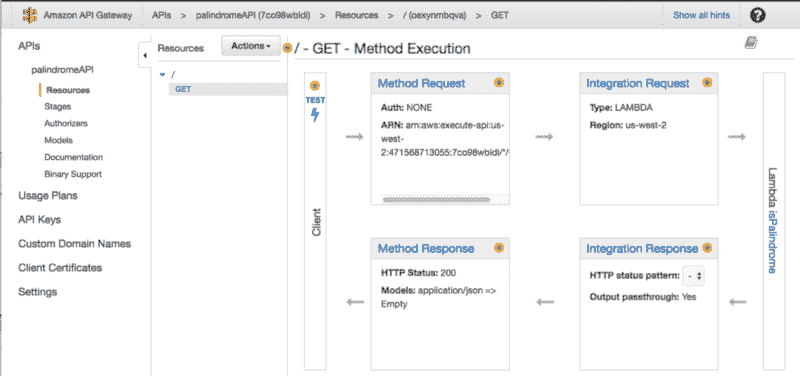 Amazon API Gateway APIs > palindromeAPI (7co98wbldi) > Resources > / (oaxynmbqva) > GET Show all hints ?
APIs
palindromeAPI
Resources
Stages
Authorizers
Models
Documentation
Binary Support
Usage Plans
API Keys
Custom Domain Names
Client Certificates
Settings
Resources Actions
/
GET
/ - GET - Method Execution
TEST
Client
Method Request
Auth: NONE
ARN: arn:aws:execute-api:us-
west-
2:471568713055:7co98wbldi/*/
Integration Request
Type: LAMBDA
Region: us-west-2
Lambda isPalindrome
Method Response
HTTP Status: 200
Models: application/json =>
Empty
Integration Response
HTTP status pattern: -
Output passthrough: Yes